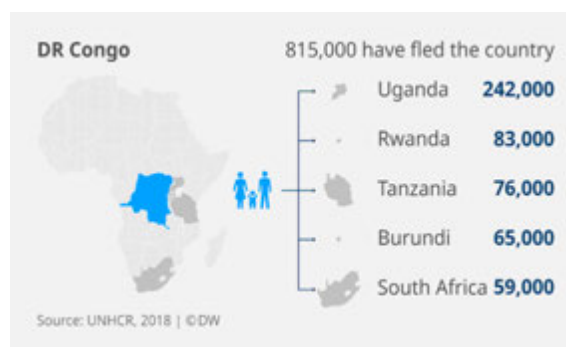 DR Congo
815,000 have fled the country
Uganda 242,000
Rwanda 83,000
Tanzania 76,000
Burundi 65,000
South Africa 59,000
Source: UNHCR, 2018 | ©DW